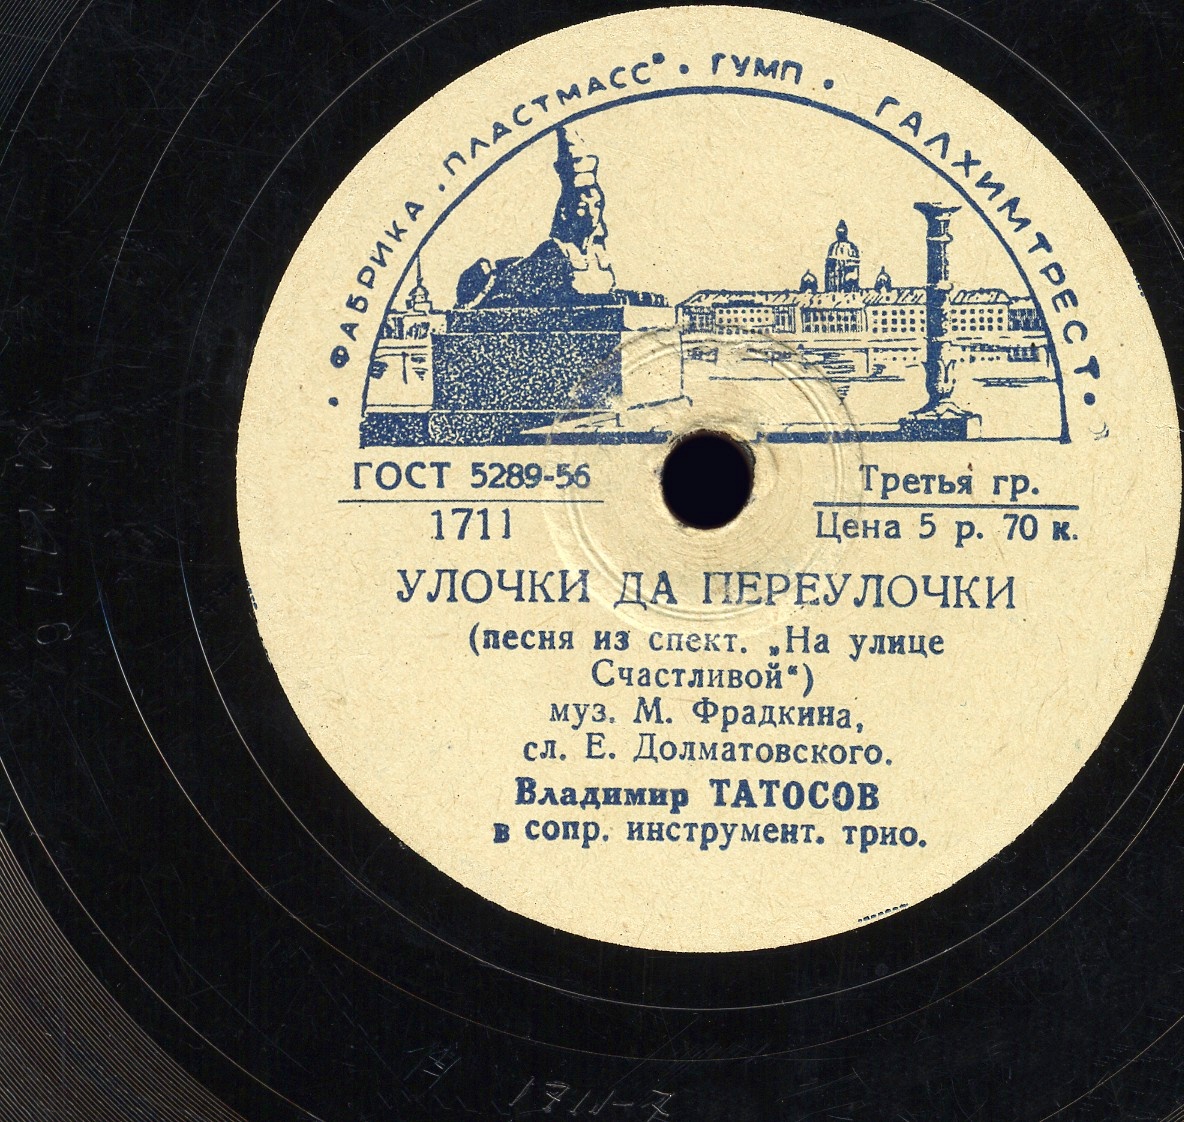 • ФАБРИКА • ПЛАСТМАСС" • ГУМП • ГАЛХИМТРЕСТ •
ГОСТ 5289-56
1711
Третья гр.
Цена 5 р. 70 к.
УЛОЧКИ ДА ПЕРЕУЛОЧКИ
(песня из спект. „На улице
Счастливой“)
муз. М. Фрадкина,
сл. Е. Долматовского.
Владимир ТАТОСОВ
в сопр. инструмент. трио.
1711-7